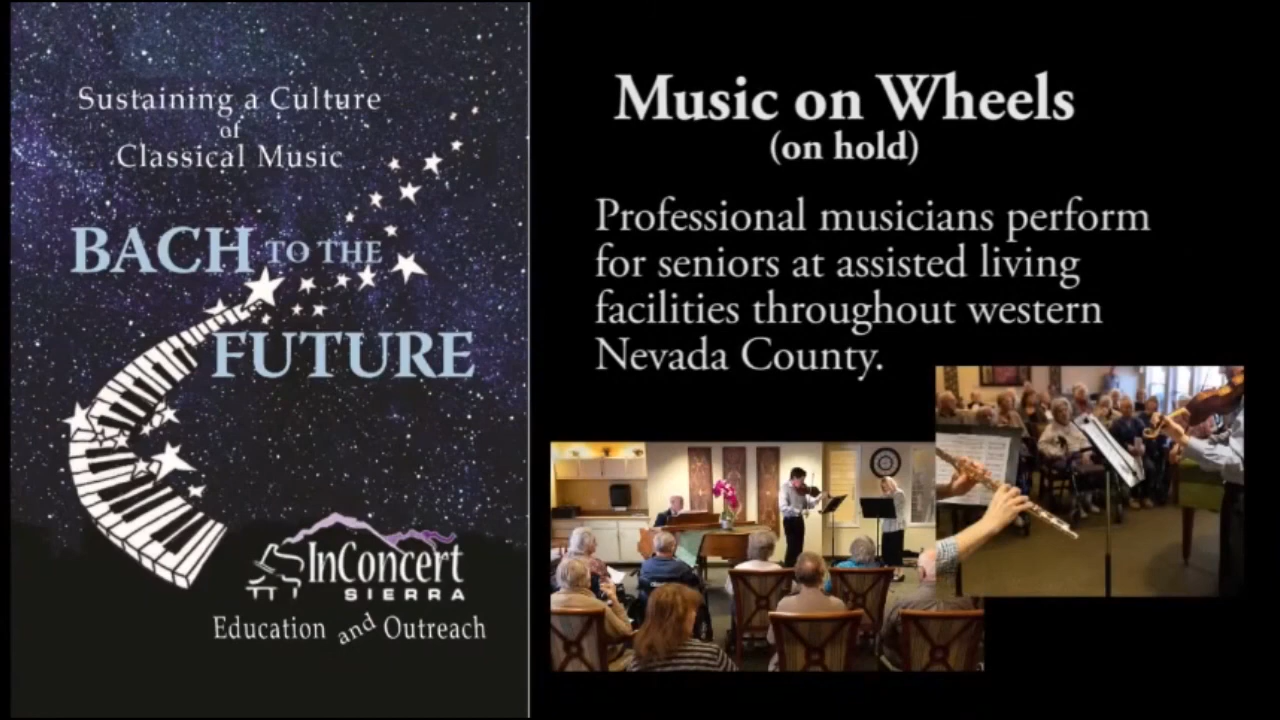 Sustaining a Culture
of
Classical Music
BACH TO THE
FUTURE
InConcert
SIERRA
Education and Outreach
Music on Wheels
(on hold)
Professional musicians perform
for seniors at assisted living
facilities throughout western
Nevada County.